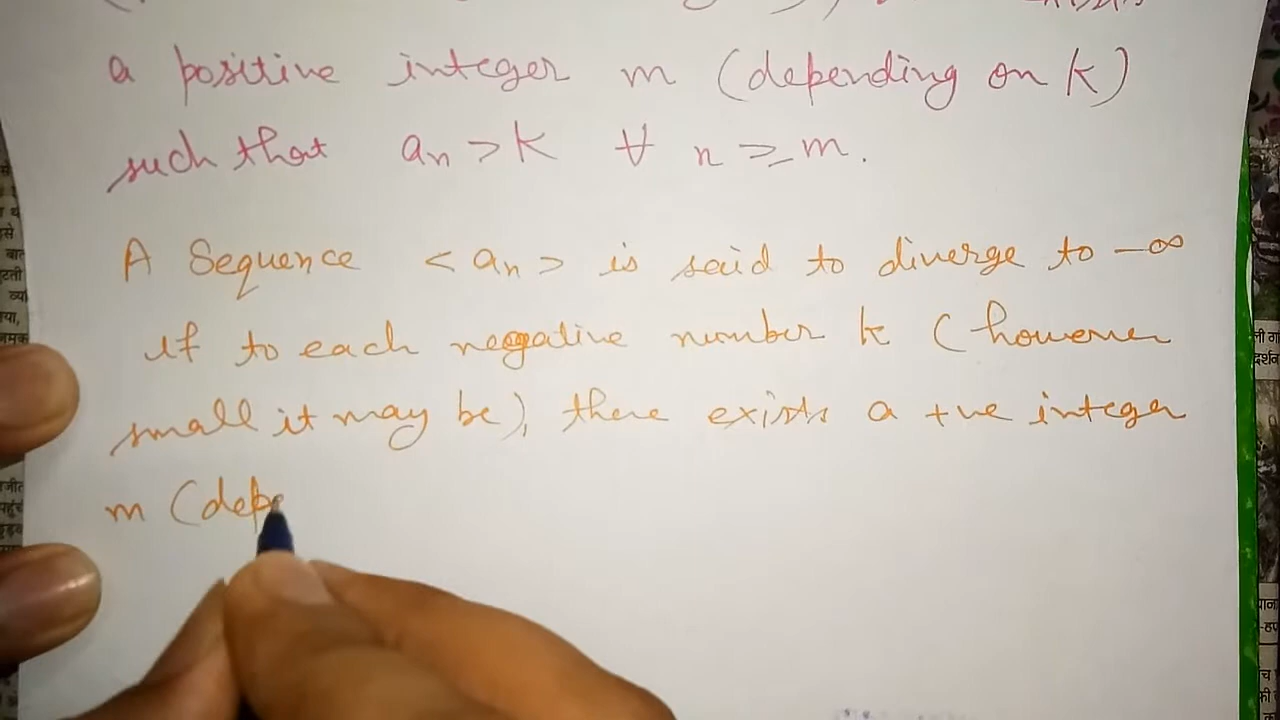 a positive integer m (depending on k)
such that an > K ∀ n ≥ m.
A Sequence < an > is said to diverge to -∞
if to each negative number k (however
small it may be), there exists a +ve integer
m (depe